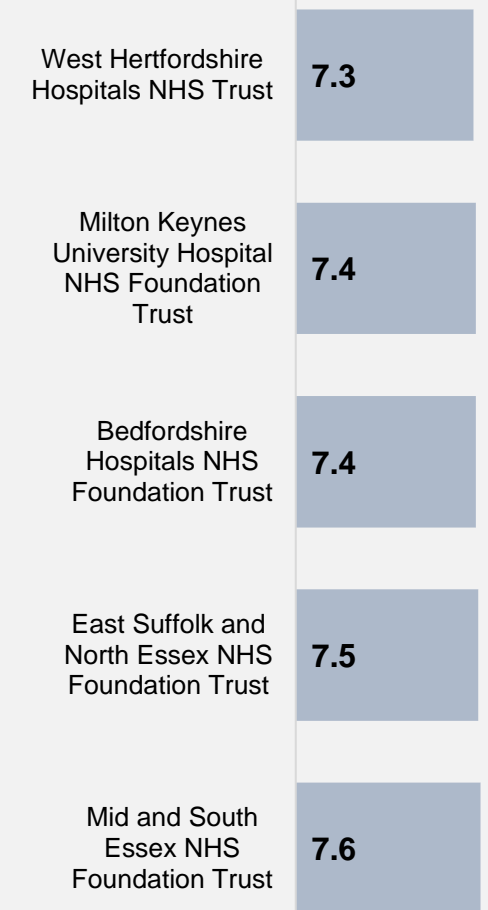 West Hertfordshire
Hospitals NHS Trust
7.3
Milton Keynes
University Hospital
NHS Foundation
Trust
7.4
Bedfordshire
Hospitals NHS
Foundation Trust
7.4
East Suffolk and
North Essex NHS
Foundation Trust
7.5
Mid and South
Essex NHS
Foundation Trust
7.6